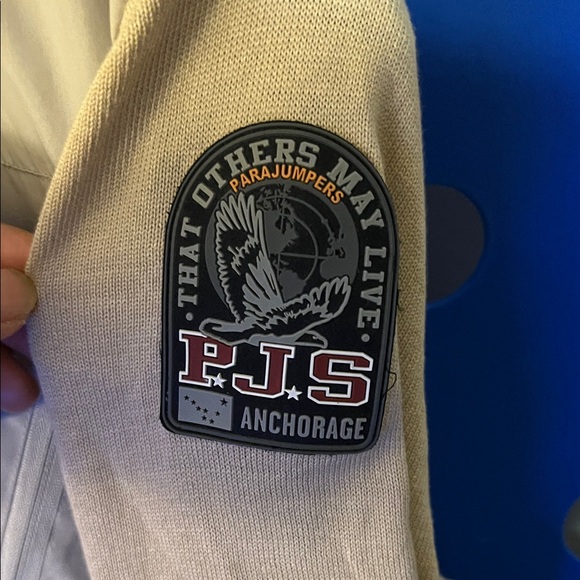 · THAT OTHERS MAY LIVE ·
PARAJUMPERS
P.J.S
ANCHORAGE